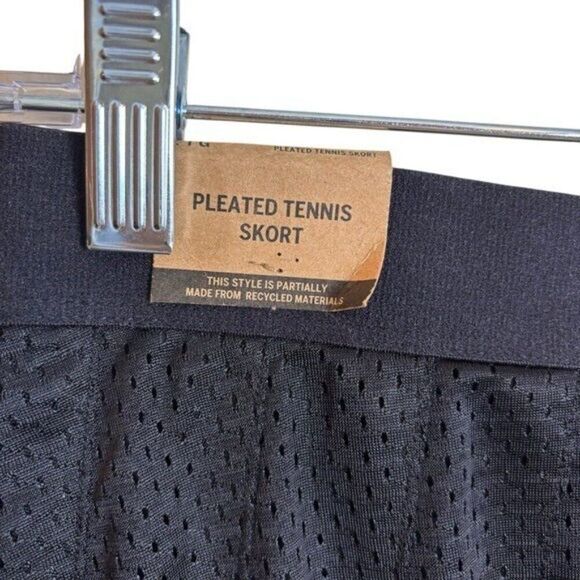 PLEATED TENNIS SKORT
PLEATED TENNIS
SKORT
THIS STYLE IS PARTIALLY
MADE FROM RECYCLED MATERIALS